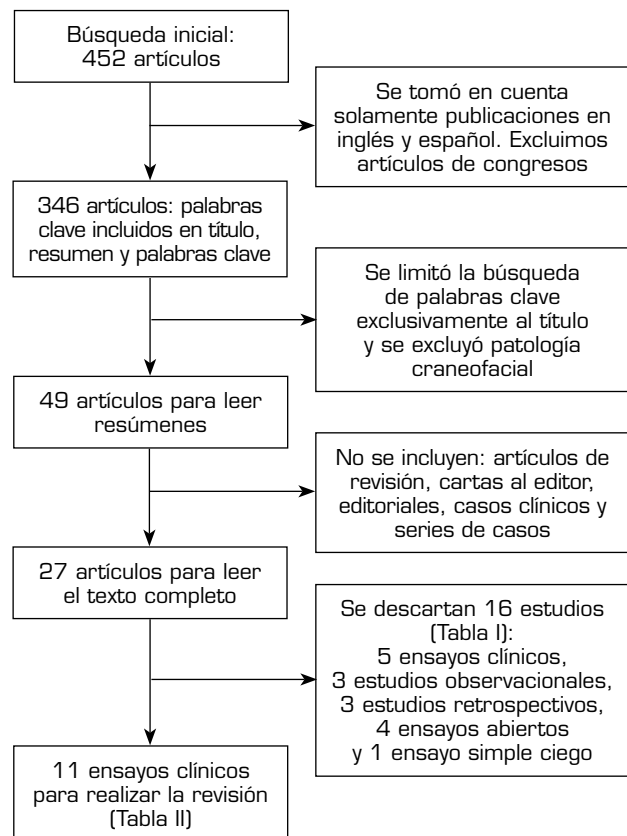 Búsqueda inicial:
452 artículos
Se tomó en cuenta
solamente publicaciones en
inglés y español. Excluimos
artículos de congresos
346 artículos: palabras
clave incluidos en título,
resumen y palabras clave
Se limitó la búsqueda
de palabras clave
exclusivamente al título
y se excluyó patología
craneofacial
49 artículos para leer
resúmenes
No se incluyen: artículos de
revisión, cartas al editor,
editoriales, casos clínicos y
series de casos
27 artículos para leer
el texto completo
Se descartan 16 estudios
(Tabla I):
5 ensayos clínicos,
3 estudios observacionales,
3 estudios retrospectivos,
4 ensayos abiertos
y 1 ensayo simple ciego
11 ensayos clínicos
para realizar la revisión
(Tabla II)